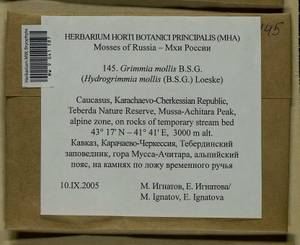 145
HERBARIUM HORTI BOTANICI PRINCIPALIS (MHA)
Mosses of Russia – Мхи России
145. Grimmia mollis B.S.G.
(Hydrogrimmia mollis (B.S.G.) Loeske)
Caucasus, Karachaevo-Cherkessian Republic,
Teberda Nature Reserve, Mussa-Achitara Peak,
alpine zone, on rocks of temporary stream bed
43° 17' N – 41° 41' E, 3000 m alt.
Кавказ, Карачаево-Черкессия, Тебердинский
заповедник, гора Мусса-Ачитара, альпийский
пояс, на камнях по ложу временного ручья
10.IX.2005
М. Игнатов, Е. Игнатова/
M. Ignatov, E. Ignatova